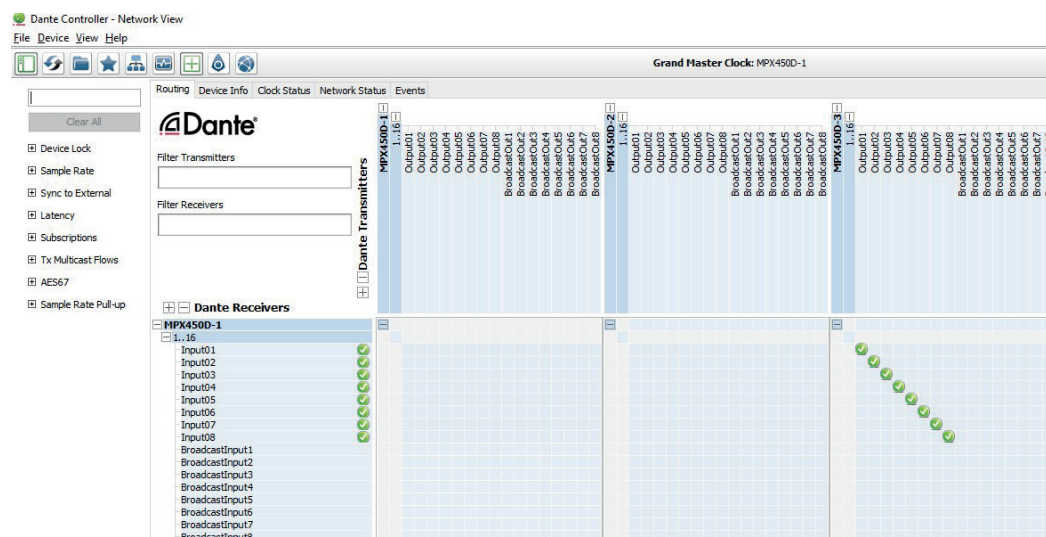 Dante Controller - Network View
File Device View Help
Grand Master Clock: MPX450D-1
Routing Device Info Clock Status Network Status Events
Clear All
Device Lock
Sample Rate
Sync to External
Latency
Subscriptions
Tx Multicast Flows
AES67
Sample Rate Pull-up
Dante®
Filter Transmitters
Filter Receivers
Dante Transmitters
MPX450D-1
1..16
Output01
Output02
Output03
Output04
Output05
Output06
Output07
Output08
BroadcastOut1
BroadcastOut2
BroadcastOut3
BroadcastOut4
BroadcastOut5
BroadcastOut6
BroadcastOut7
BroadcastOut8
MPX450D-2
1..16
Output01
Output02
Output03
Output04
Output05
Output06
Output07
Output08
BroadcastOut1
BroadcastOut2
BroadcastOut3
BroadcastOut4
BroadcastOut5
BroadcastOut6
BroadcastOut7
BroadcastOut8
MPX450D-3
1..16
Output01
Output02
Output03
Output04
Output05
Output06
Output07
Output08
BroadcastOut1
BroadcastOut2
BroadcastOut3
BroadcastOut4
BroadcastOut5
BroadcastOut6
BroadcastOut7
Dante Receivers
MPX450D-1
1..16
Input01
Input02
Input03
Input04
Input05
Input06
Input07
Input08
BroadcastInput1
BroadcastInput2
BroadcastInput3
BroadcastInput4
BroadcastInput5
BroadcastInput6
BroadcastInput7
BroadcastInput8